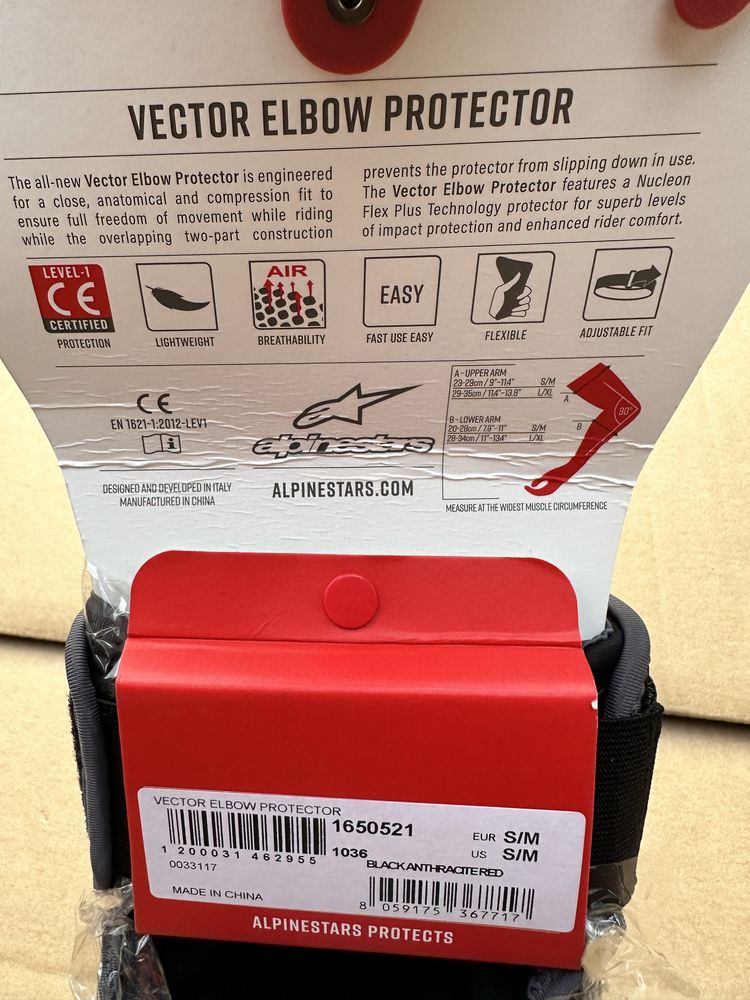 VECTOR ELBOW PROTECTOR
The all-new Vector Elbow Protector is engineered
for a close, anatomical and compression fit to
ensure full freedom of movement while riding
while the overlapping two-part construction
prevents the protector from slipping down in use.
The Vector Elbow Protector features a Nucleon
Flex Plus Technology protector for superb levels
of impact protection and enhanced rider comfort.
LEVEL-1
CE
CERTIFIED
PROTECTION
LIGHTWEIGHT
AIR
BREATHABILITY
EASY
FAST USE EASY
FLEXIBLE
ADJUSTABLE FIT
CE
EN 1621-1:2012-LEV1
i
DESIGNED AND DEVELOPED IN ITALY
MANUFACTURED IN CHINA
alpinestars
ALPINESTARS.COM
A - UPPER ARM
23-29cm / 9"-11.4" S/M
29-35cm / 11.4"-13.8" L/XL
B - LOWER ARM
20-28cm / 7.9"-11" S/M
28-34cm / 11"-13.4" L/XL
A
B
90°
MEASURE AT THE WIDEST MUSCLE CIRCUMFERENCE
VECTOR ELBOW PROTECTOR
1650521
EUR S/M
1 200031 462955
1036
US S/M
0033117
BLACK ANTHRACITE RED
MADE IN CHINA
8 059175 367717
ALPINESTARS PROTECTS